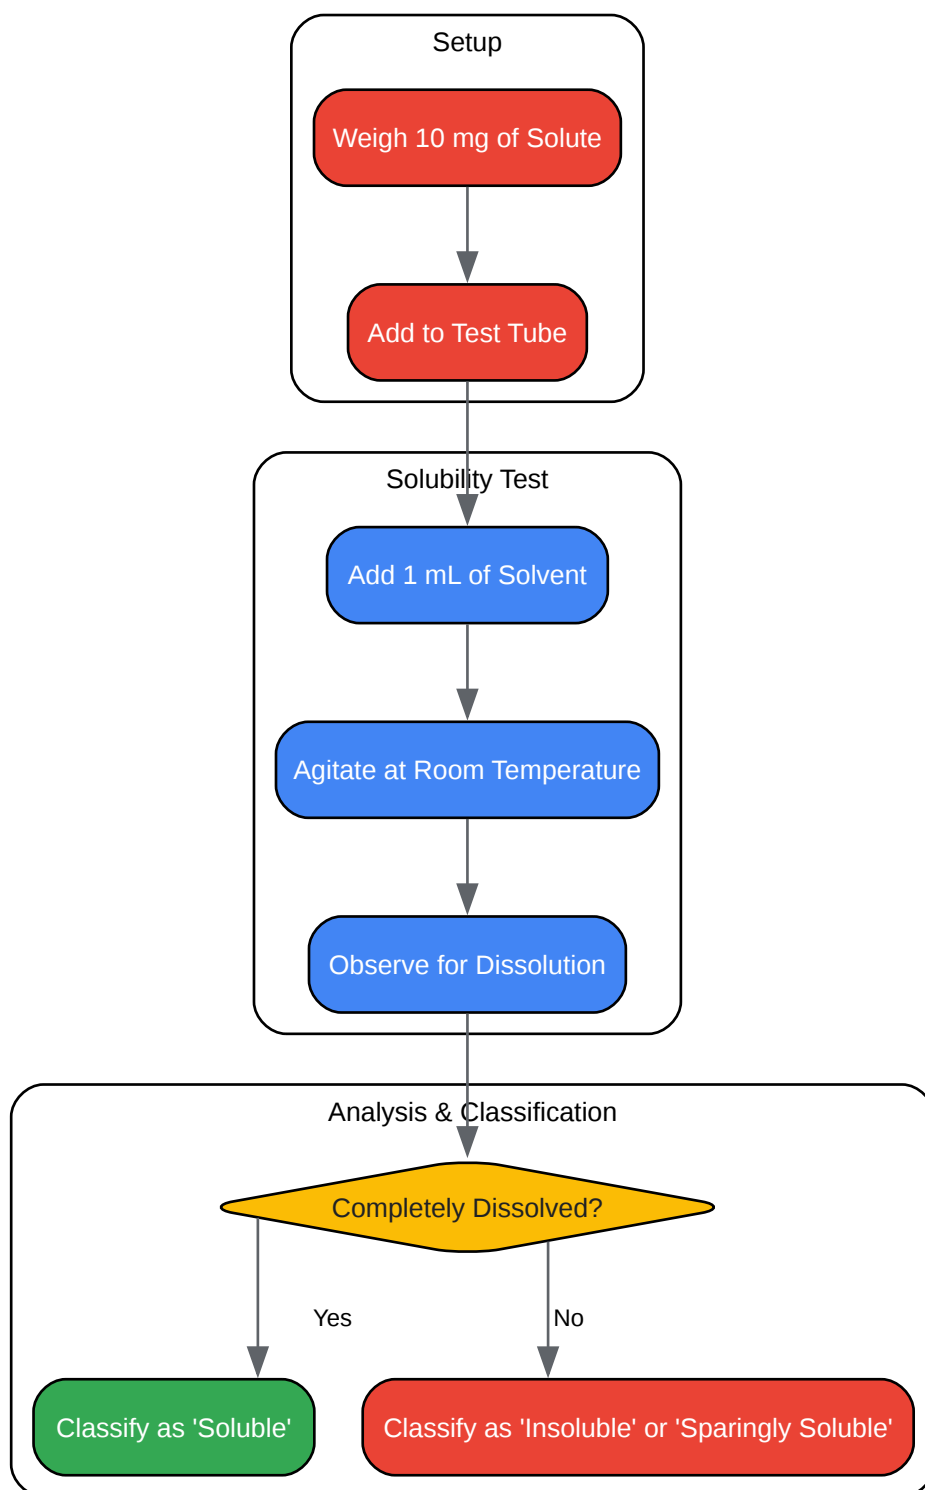 Setup
Weigh 10 mg of Solute
Add to Test Tube
Solubility Test
Add 1 mL of Solvent
Agitate at Room Temperature
Observe for Dissolution
Analysis & Classification
Completely Dissolved?
Yes
No
Classify as 'Soluble'
Classify as 'Insoluble' or 'Sparingly Soluble'